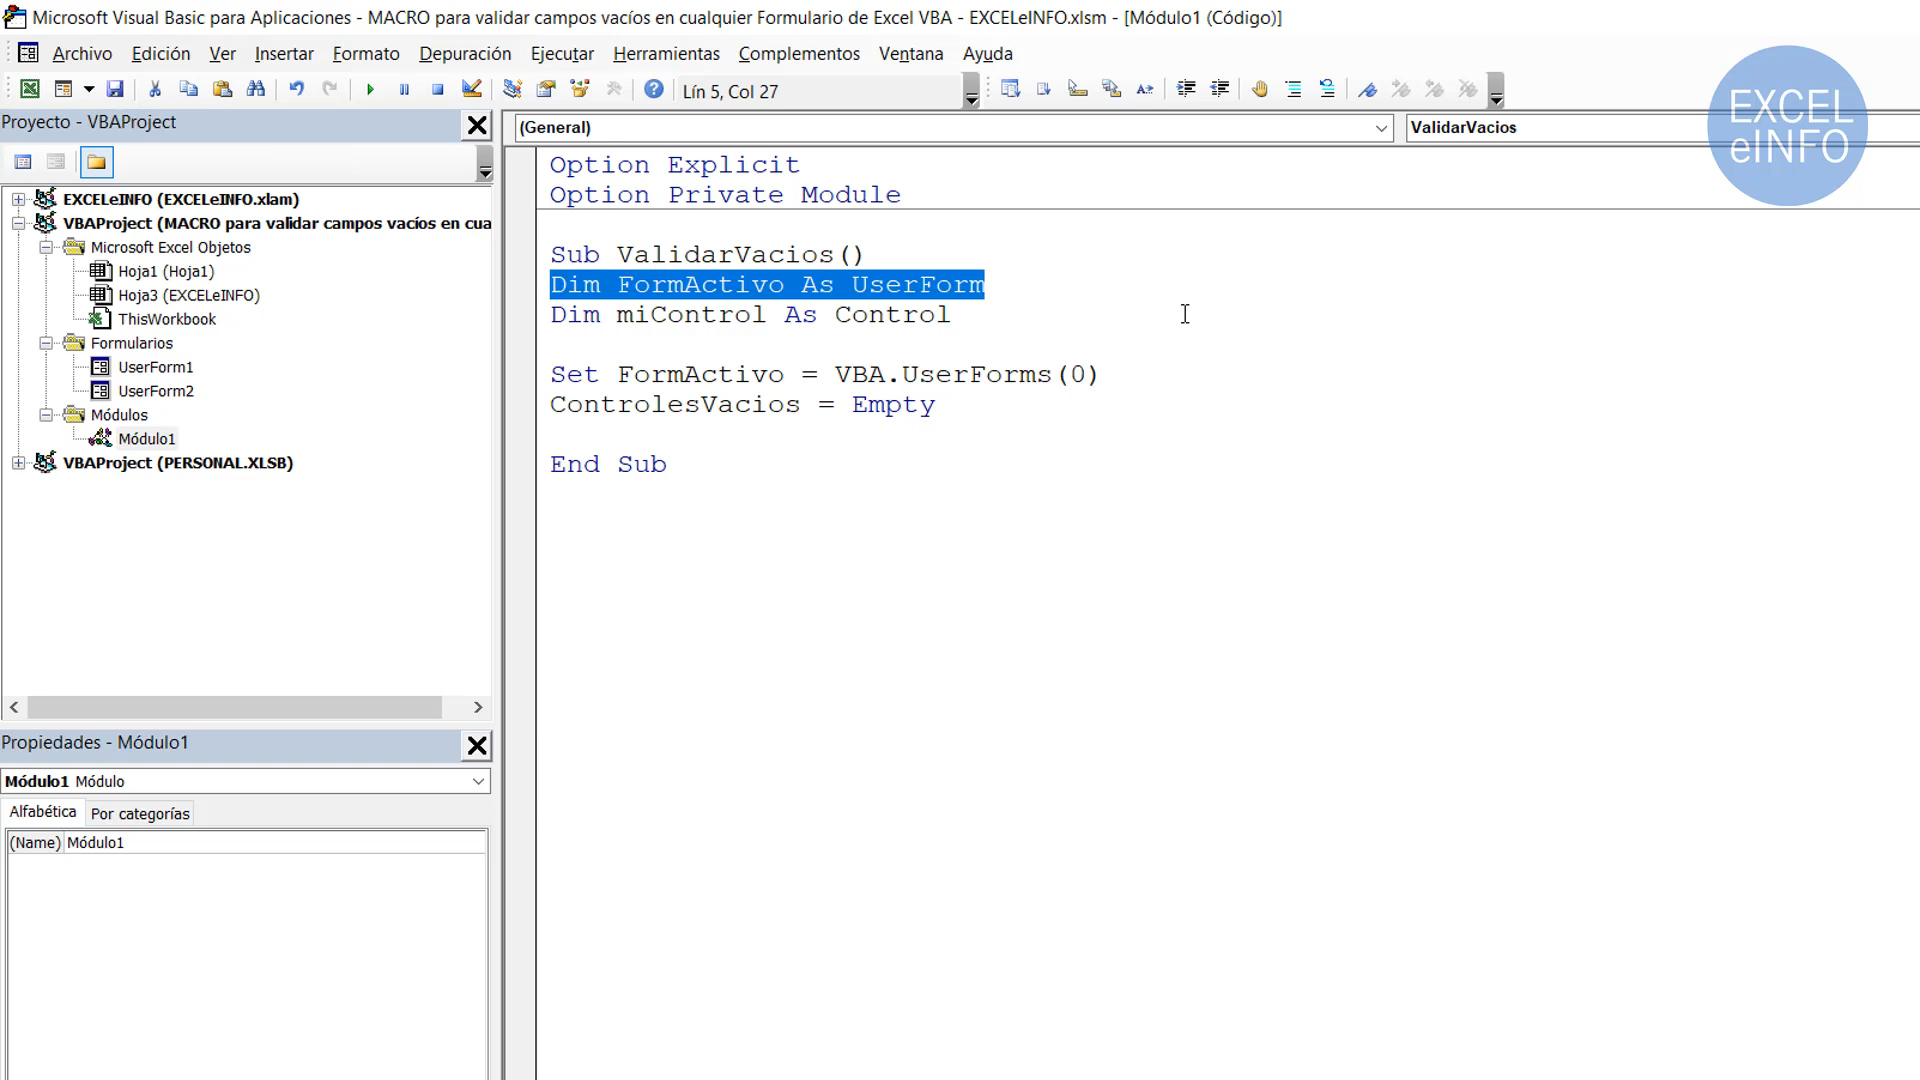 Microsoft Visual Basic para Aplicaciones - MACRO para validar campos vacíos en cualquier Formulario de Excel VBA - EXCELeINFO.xlsm - [Módulo1 (Código)]
Archivo Edición Ver Insertar Formato Depuración Ejecutar Herramientas Complementos Ventana Ayuda
Lín 5, Col 27
EXCEL
eINFO
Proyecto - VBAProject
(General)
ValidarVacios
EXCELeINFO (EXCELeINFO.xlam)
VBAProject (MACRO para validar campos vacíos en cua
Microsoft Excel Objetos
Hoja1 (Hoja1)
Hoja3 (EXCELeINFO)
ThisWorkbook
Formularios
UserForm1
UserForm2
Módulos
Módulo1
VBAProject (PERSONAL.XLSB)
Option Explicit
Option Private Module
Sub ValidarVacios()
Dim FormActivo As UserForm
Dim miControl As Control
Set FormActivo = VBA.UserForms(0)
ControlesVacios = Empty
End Sub
Propiedades - Módulo1
Módulo1 Módulo
Alfabética Por categorías
(Name) Módulo1